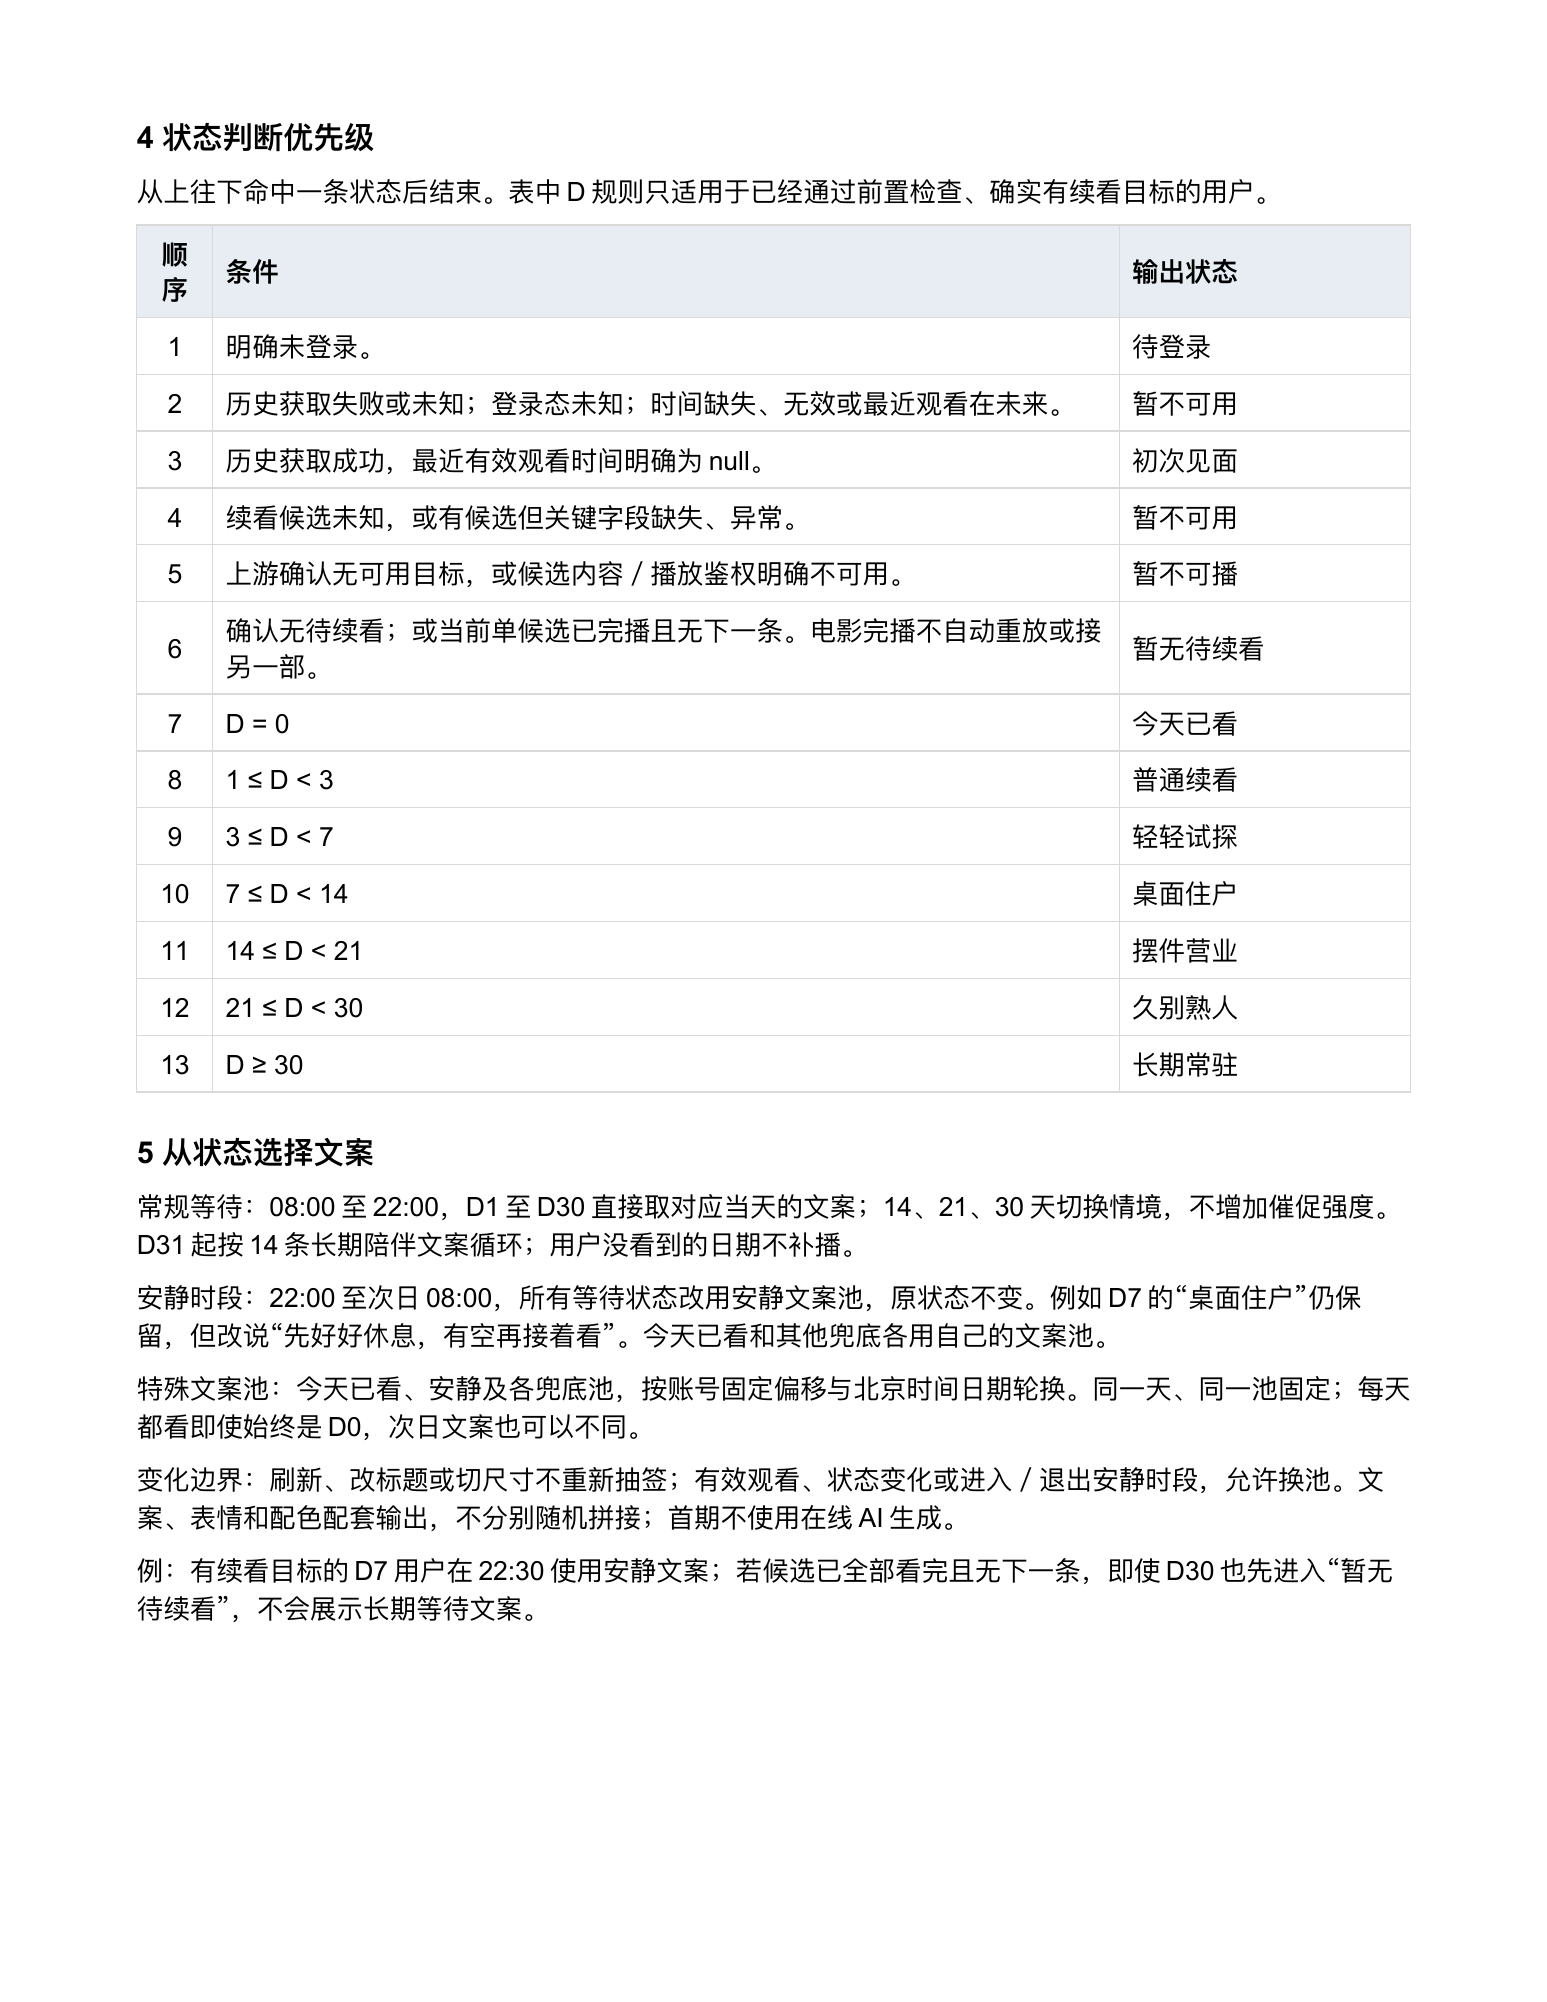 4 状态判断优先级
从上往下命中一条状态后结束。表中 D 规则只适用于已经通过前置检查、确实有续看目标的用户。
顺序 条件 输出状态
1 明确未登录。 待登录
2 历史获取失败或未知；登录态未知；时间缺失、无效或最近观看在未来。 暂不可用
3 历史获取成功，最近有效观看时间明确为 null。 初次见面
4 续看候选未知，或有候选但关键字段缺失、异常。 暂不可用
5 上游确认无可用目标，或候选内容 / 播放鉴权明确不可用。 暂不可播
6 确认无待续看；或当前单候选已完播且无下一条。电影完播不自动重放或接
另一部。 暂无待续看
7 D = 0 今天已看
8 1 ≤ D < 3 普通续看
9 3 ≤ D < 7 轻轻试探
10 7 ≤ D < 14 桌面住户
11 14 ≤ D < 21 摆件营业
12 21 ≤ D < 30 久别熟人
13 D ≥ 30 长期常驻
5 从状态选择文案
常规等待：08:00 至 22:00，D1 至 D30 直接取对应当天的文案；14、21、30 天切换情境，不增加催促强度。
D31 起按 14 条长期陪伴文案循环；用户没看到的日期不补播。
安静时段：22:00 至次日 08:00，所有等待状态改用安静文案池，原状态不变。例如 D7 的“桌面住户”仍保
留，但改说“先好好休息，有空再接着看”。今天已看和其他兜底各用自己的文案池。
特殊文案池：今天已看、安静及各兜底池，按账号固定偏移与北京时间日期轮换。同一天、同一池固定；每天
都看即使始终是 D0，次日文案也可以不同。
变化边界：刷新、改标题或切尺寸不重新抽签；有效观看、状态变化或进入 / 退出安静时段，允许换池。文
案、表情和配色配套输出，不分别随机拼接；首期不使用在线 AI 生成。
例：有续看目标的 D7 用户在 22:30 使用安静文案；若候选已全部看完且无下一条，即使 D30 也先进入“暂无
待续看”，不会展示长期等待文案。